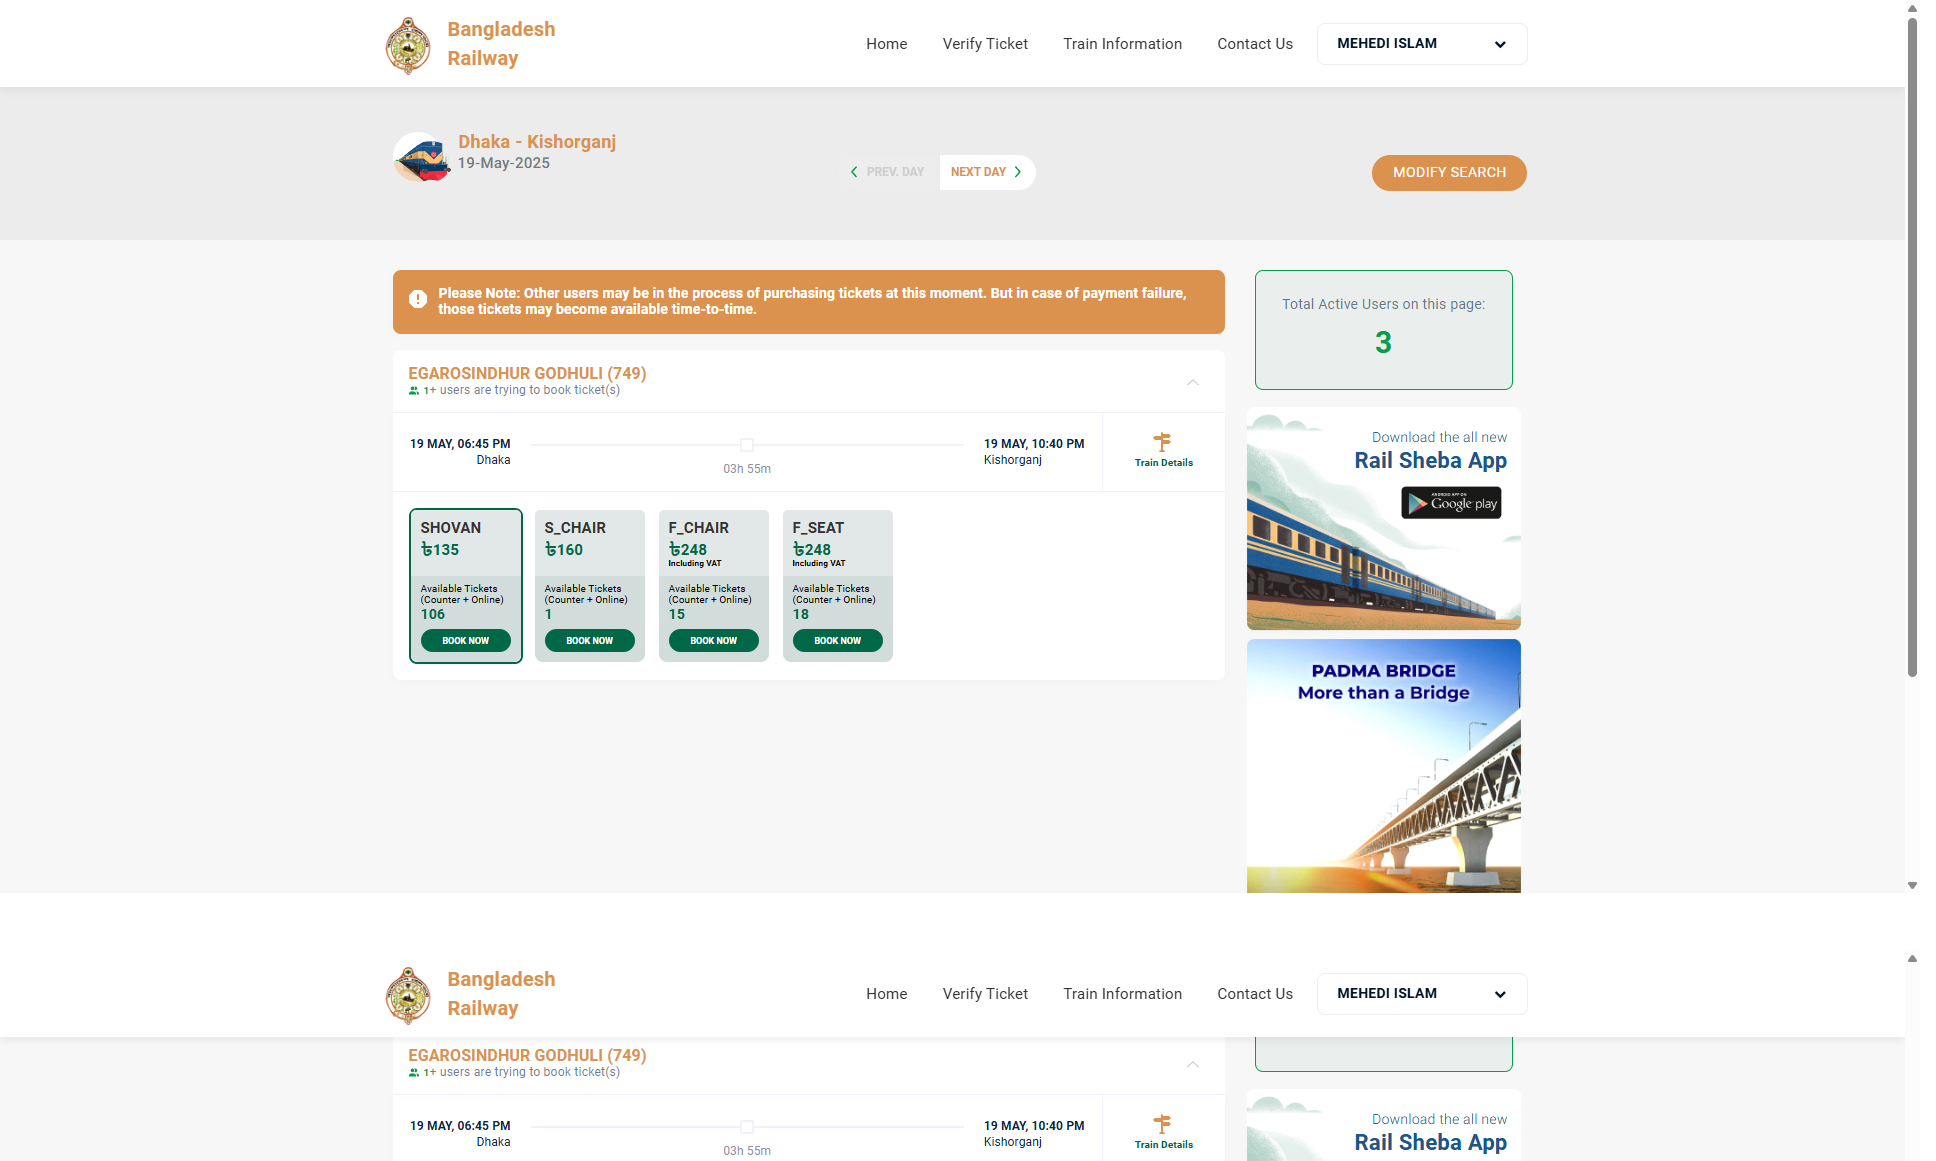 Bangladesh
Railway
Home
Verify Ticket
Train Information
Contact Us
MEHEDI ISLAM
Dhaka - Kishorganj
19-May-2025
PREV. DAY
NEXT DAY
MODIFY SEARCH
Please Note: Other users may be in the process of purchasing tickets at this moment. But in case of payment failure,
those tickets may become available time-to-time.
EGAROSINDHUR GODHULI (749)
1+ users are trying to book ticket(s)
19 MAY, 06:45 PM
Dhaka
03h 55m
19 MAY, 10:40 PM
Kishorganj
Train Details
SHOVAN
৳135
Available Tickets
(Counter + Online)
106
BOOK NOW
S_CHAIR
৳160
Available Tickets
(Counter + Online)
1
BOOK NOW
F_CHAIR
৳248
Including VAT
Available Tickets
(Counter + Online)
15
BOOK NOW
F_SEAT
৳248
Including VAT
Available Tickets
(Counter + Online)
18
BOOK NOW
Total Active Users on this page:
3
Download the all new
Rail Sheba App
ANDROID APP ON
Google play
PADMA BRIDGE
More than a Bridge
Bangladesh
Railway
Home
Verify Ticket
Train Information
Contact Us
MEHEDI ISLAM
EGAROSINDHUR GODHULI (749)
1+ users are trying to book ticket(s)
19 MAY, 06:45 PM
Dhaka
03h 55m
19 MAY, 10:40 PM
Kishorganj
Train Details
Download the all new
Rail Sheba App